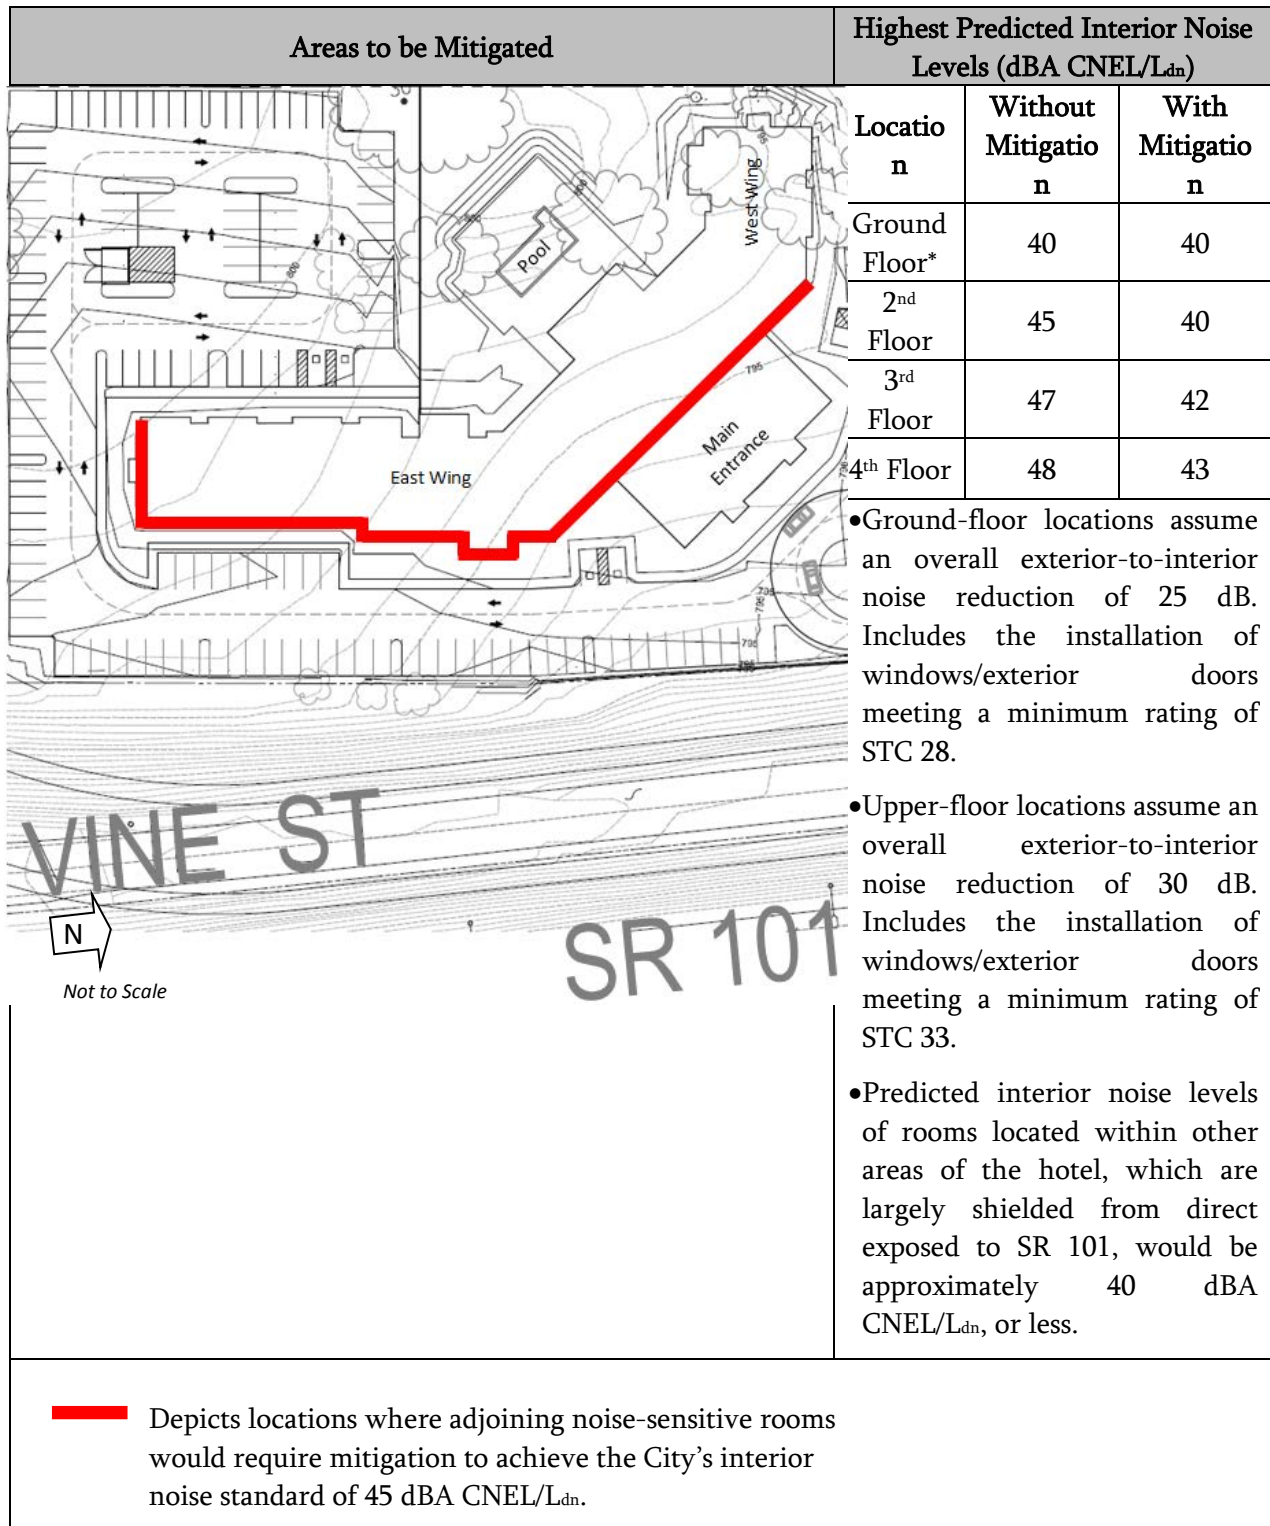 Areas to be Mitigated
Highest Predicted Interior Noise
Levels (dBA CNEL/Ldn)
Locatio
n
Without
Mitigatio
n
With
Mitigatio
n
Ground
Floor*
40
40
2nd
Floor
45
40
3rd
Floor
47
42
4th Floor
48
43
•Ground-floor locations assume
an overall exterior-to-interior
noise reduction of 25 dB.
Includes the installation of
windows/exterior doors
meeting a minimum rating of
STC 28.
•Upper-floor locations assume an
overall exterior-to-interior
noise reduction of 30 dB.
Includes the installation of
windows/exterior doors
meeting a minimum rating of
STC 33.
•Predicted interior noise levels
of rooms located within other
areas of the hotel, which are
largely shielded from direct
exposed to SR 101, would be
approximately 40 dBA
CNEL/Ldn, or less.
West Wing
Pool
800
800
795
Main
Entrance
East Wing
795
795
VINE ST
SR 101
N
Not to Scale
Depicts locations where adjoining noise-sensitive rooms
would require mitigation to achieve the City’s interior
noise standard of 45 dBA CNEL/Ldn.